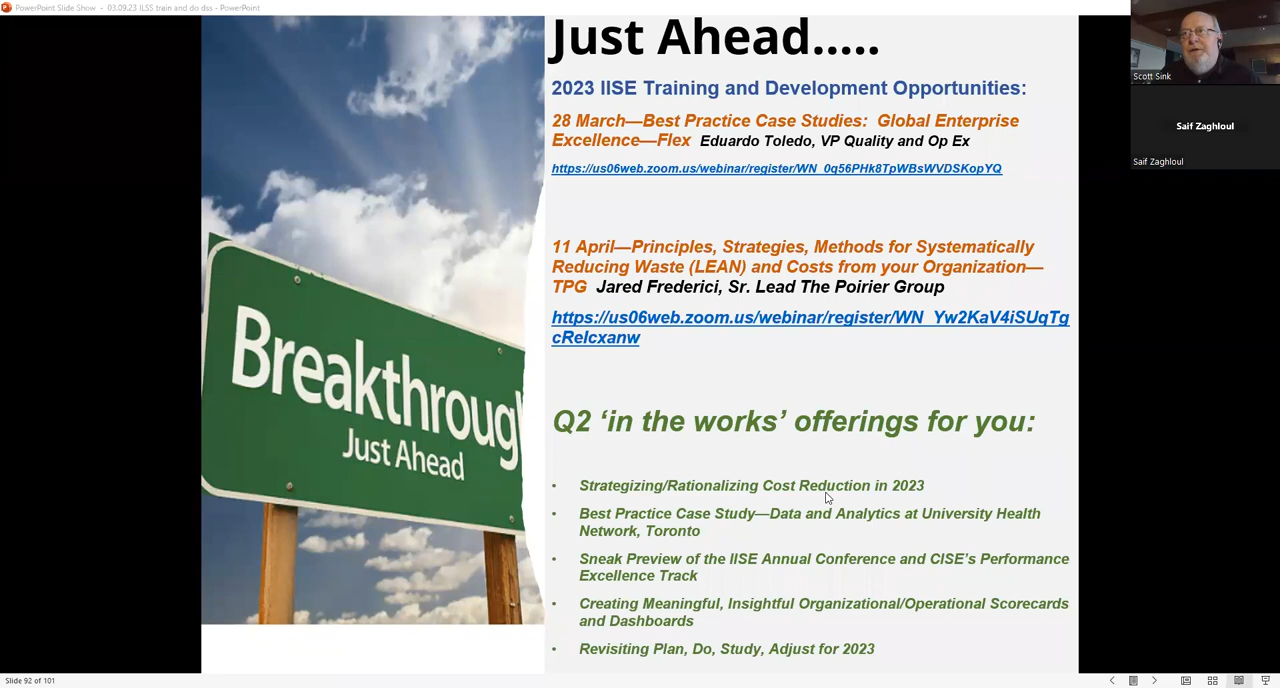 PowerPoint Slide Show - 03.09.23 ILSS train and do dss - PowerPoint
Just Ahead.....
2023 IISE Training and Development Opportunities:
28 March—Best Practice Case Studies: Global Enterprise
Excellence—Flex Eduardo Toledo, VP Quality and Op Ex
https://us06web.zoom.us/webinar/register/WN_0q56PHk8TpWBsWVDSKopYQ
11 April—Principles, Strategies, Methods for Systematically
Reducing Waste (LEAN) and Costs from your Organization—
TPG Jared Frederici, Sr. Lead The Poirier Group
https://us06web.zoom.us/webinar/register/WN_Yw2KaV4iSUqTg
cRelcxanw
Q2 ‘in the works’ offerings for you:
• Strategizing/Rationalizing Cost Reduction in 2023
• Best Practice Case Study—Data and Analytics at University Health
Network, Toronto
• Sneak Preview of the IISE Annual Conference and CISE’s Performance
Excellence Track
• Creating Meaningful, Insightful Organizational/Operational Scorecards
and Dashboards
• Revisiting Plan, Do, Study, Adjust for 2023
Breakthroug
Just Ahead
Scott Sink
Saif Zaghloul
Saif Zaghloul
Slide 92 of 101